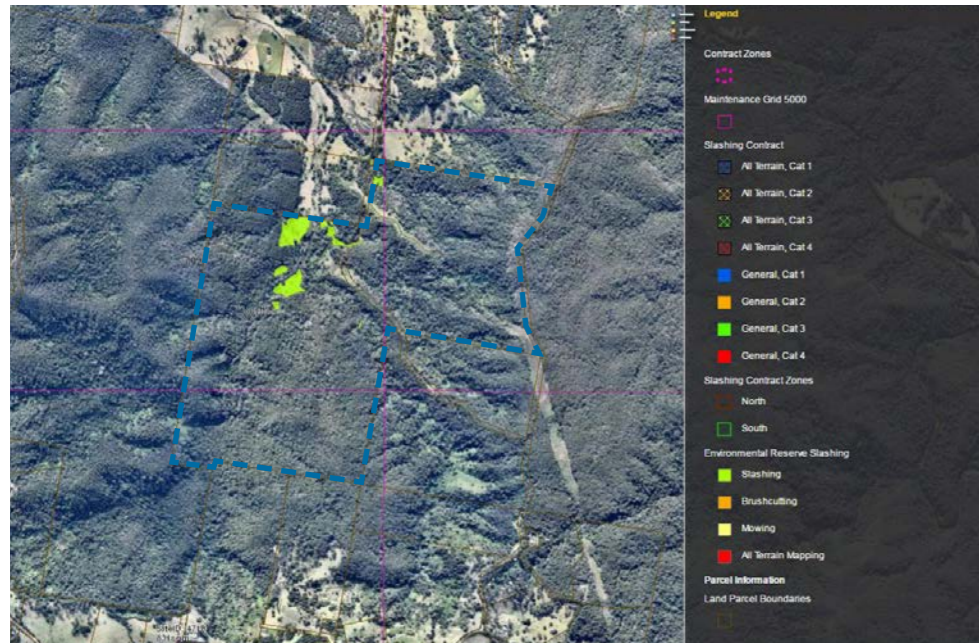 Legend
Contract Zones
Maintenance Grid 5000
Slashing Contract
All Terrain, Cat 1
All Terrain, Cat 2
All Terrain, Cat 3
All Terrain, Cat 4
General, Cat 1
General, Cat 2
General, Cat 3
General, Cat 4
Slashing Contract Zones
North
South
Environmental Reserve Slashing
Slashing
Brushcutting
Mowing
All Terrain Mapping
Parcel Information
Land Parcel Boundaries